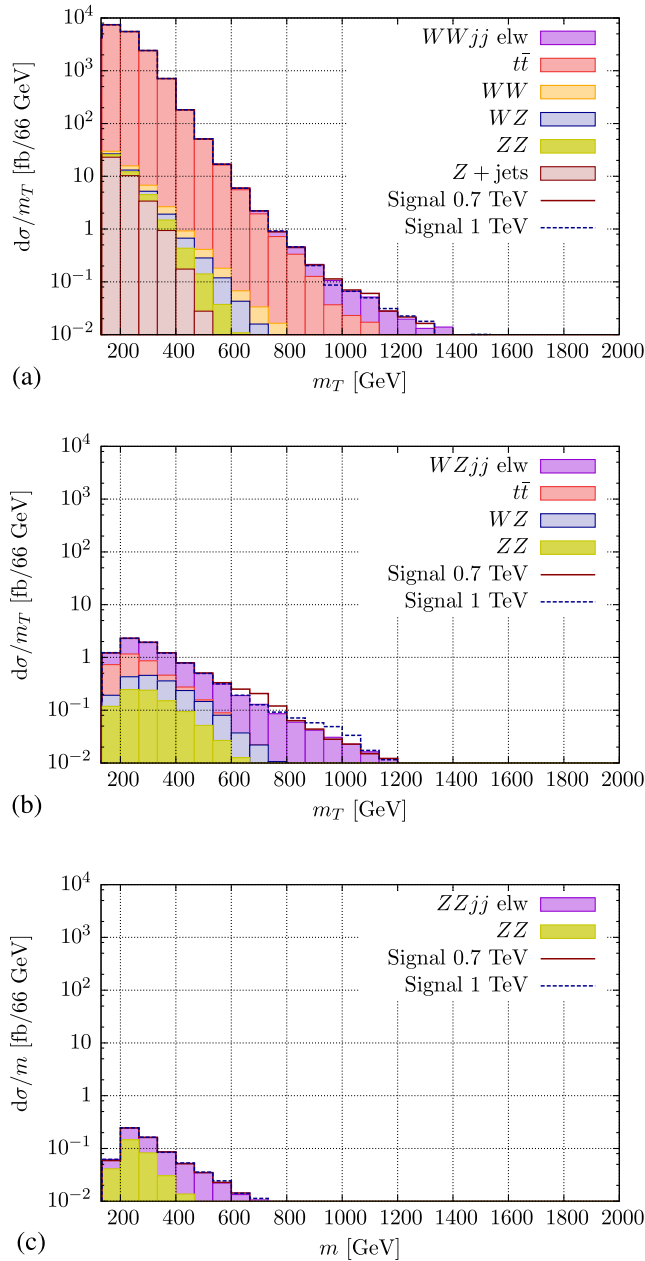 dσ/m_T [fb/66 GeV]
10^4
10^3
10^2
10
1
10^-1
10^-2
WWjj elw
tt̄
WW
WZ
ZZ
Z + jets
Signal 0.7 TeV
Signal 1 TeV
200 400 600 800 1000 1200 1400 1600 1800 2000
m_T [GeV]
(a)
dσ/m_T [fb/66 GeV]
10^4
10^3
10^2
10
1
10^-1
10^-2
WZjj elw
tt̄
WZ
ZZ
Signal 0.7 TeV
Signal 1 TeV
200 400 600 800 1000 1200 1400 1600 1800 2000
m_T [GeV]
(b)
dσ/m [fb/66 GeV]
10^4
10^3
10^2
10
1
10^-1
10^-2
ZZjj elw
ZZ
Signal 0.7 TeV
Signal 1 TeV
200 400 600 800 1000 1200 1400 1600 1800 2000
m [GeV]
(c)